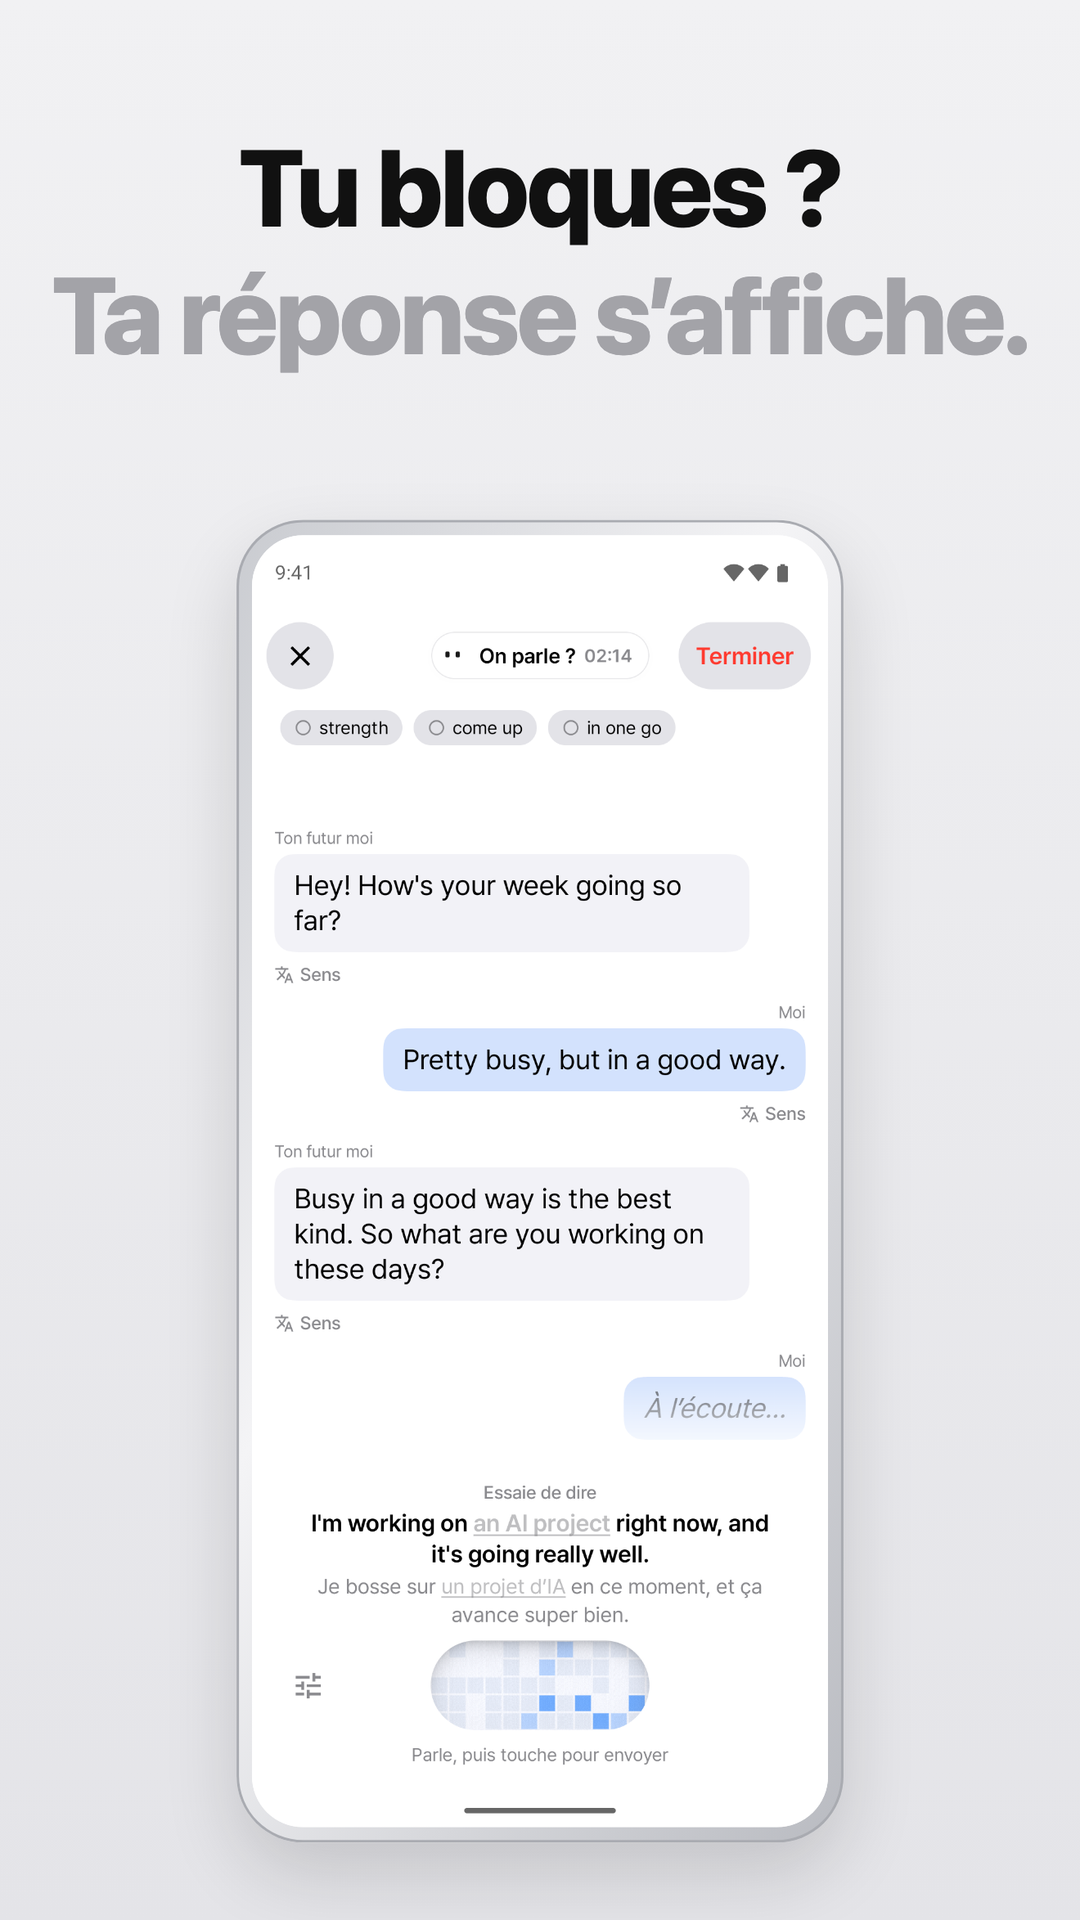 Tu bloques ?
Ta réponse s’affiche.
9:41
On parle ? 02:14
Terminer
strength
come up
in one go
Ton futur moi
Hey! How's your week going so
far?
Sens
Moi
Pretty busy, but in a good way.
Sens
Ton futur moi
Busy in a good way is the best
kind. So what are you working on
these days?
Sens
Moi
À l’écoute...
Essaie de dire
I'm working on an AI project right now, and
it's going really well.
Je bosse sur un projet d’IA en ce moment, et ça
avance super bien.
Parle, puis touche pour envoyer